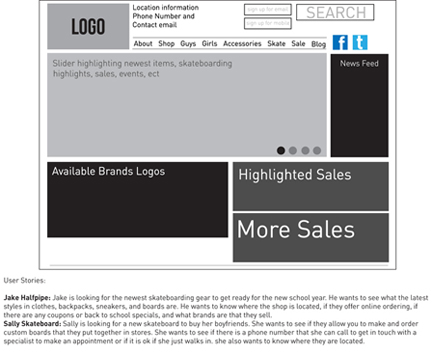 LOGO
Location information
Phone Number and
Contact email
sign up for email
sign up for mobile
SEARCH
About Shop Guys Girls Accessories Skate Sale Blog
f t
Slider highlighting newest items, skateboarding
highlights, sales, events, ect
News Feed
Available Brands Logos
Highlighted Sales
More Sales
User Stories:
Jake Halfpipe: Jake is looking for the newest skateboarding gear to get ready for the new school year. He wants to see what the latest
styles in clothes, backpacks, sneakers, and boards are. He wants to know where the shop is located, if they offer online ordering, if
there are any coupons or back to school specials, and what brands are that they sell.
Sally Skateboard: Sally is looking for a new skateboard to buy her boyfriends. She wants to see if they allow you to make and order
custom boards that they put together in stores. She wants to see if there is a phone number that she can call to get in touch with a
specialist to make an appointment or if it is ok if she just walks in. she also wants to know where they are located.